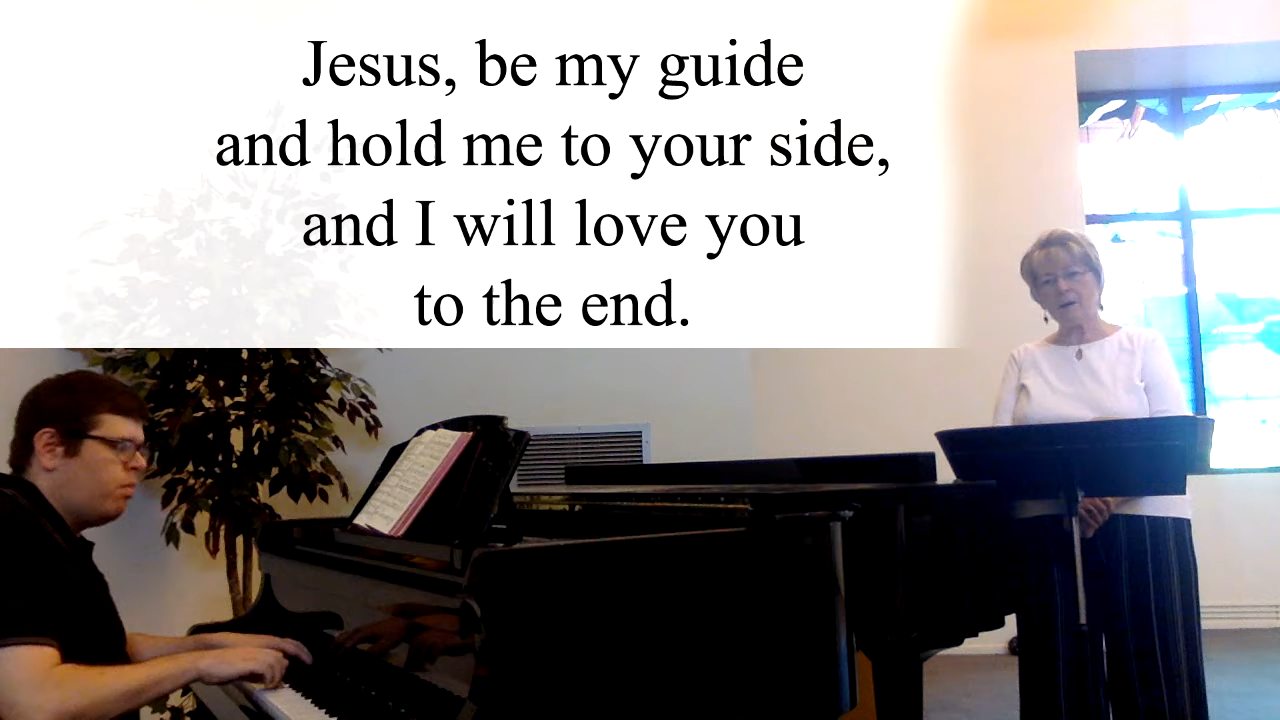 Jesus, be my guide
and hold me to your side,
and I will love you
to the end.